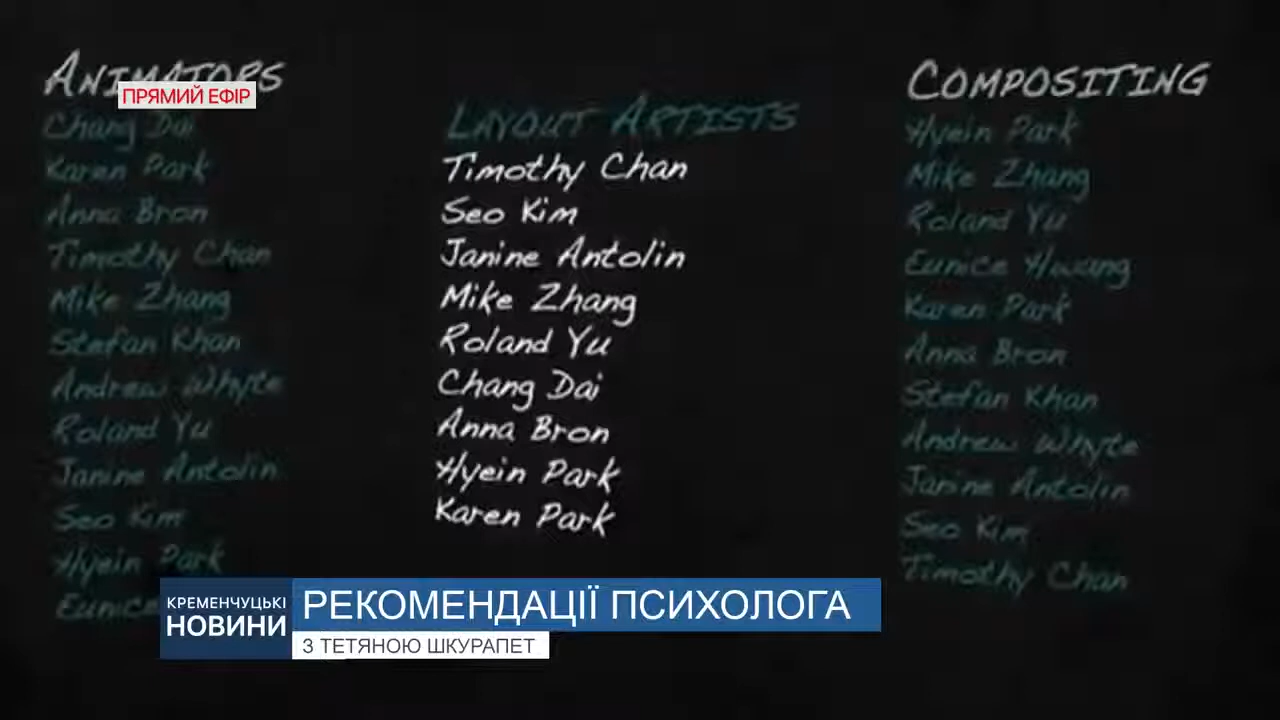 ANIMATORS
Chang Dai
Karen Park
Anna Bron
Timothy Chan
Mike Zhang
Stefan Khan
Andrew Whyte
Roland Yu
Janine Antolin
Seo Kim
Hyein Park
Eunice
LAYOUT ARTISTS
Timothy Chan
Seo Kim
Janine Antolin
Mike Zhang
Roland Yu
Chang Dai
Anna Bron
Hyein Park
Karen Park
COMPOSITING
Hyein Park
Mike Zhang
Roland Yu
Eunice Hwang
Karen Park
Anna Bron
Stefan Khan
Andrew Whyte
Janine Antolin
Seo Kim
Timothy Chan
ПРЯМИЙ ЕФІР
КРЕМЕНЧУЦЬКІ
НОВИНИ
РЕКОМЕНДАЦІЇ ПСИХОЛОГА
З ТЕТЯНОЮ ШКУРАПЕТ